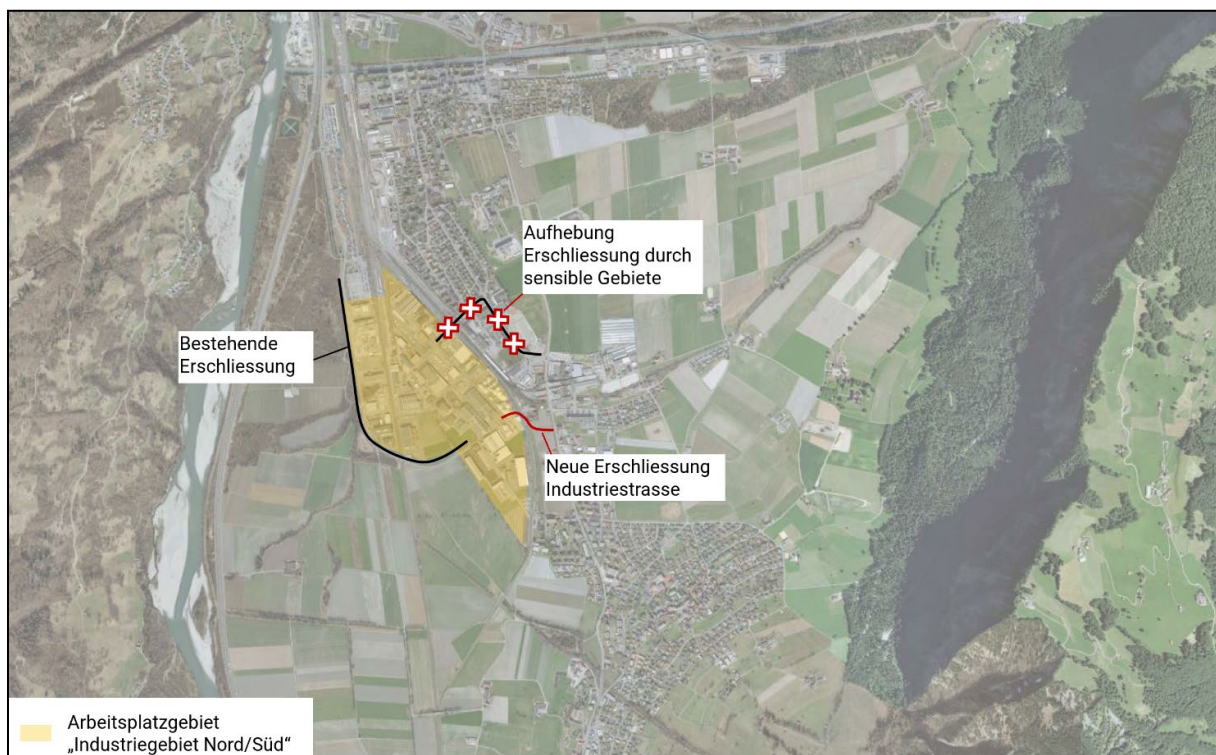 Aufhebung
Erschliessung durch
sensible Gebiete
Bestehende
Erschliessung
Neue Erschliessung
Industriestrasse
Arbeitsplatzgebiet
„Industriegebiet Nord/Süd“